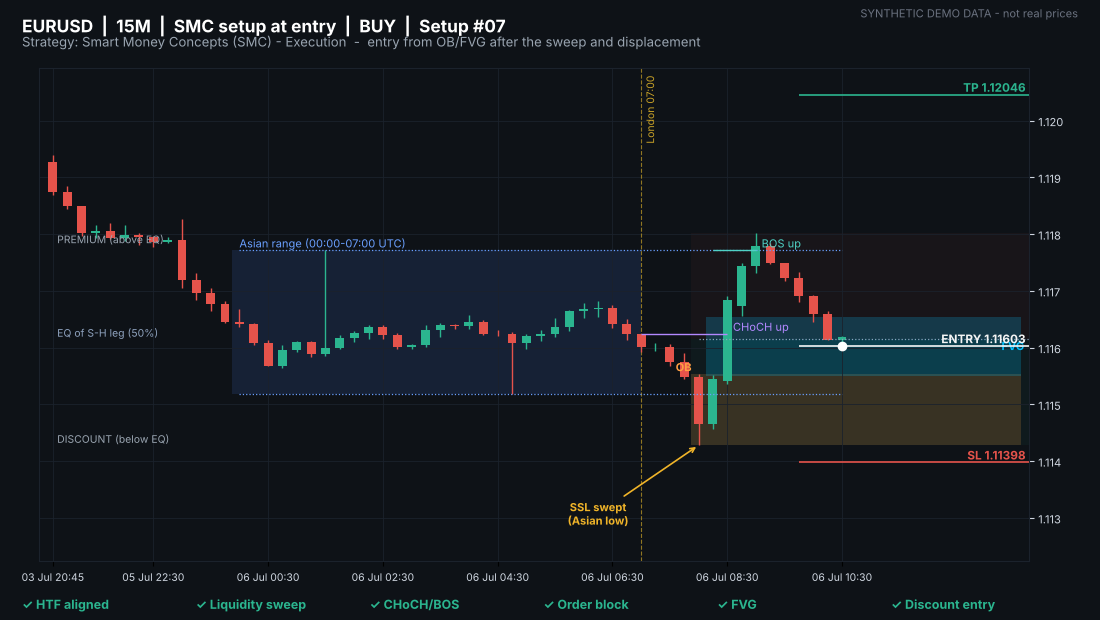 EURUSD | 15M | SMC setup at entry | BUY | Setup #07
SYNTHETIC DEMO DATA - not real prices
Strategy: Smart Money Concepts (SMC) - Execution - entry from OB/FVG after the sweep and displacement
London 07:00
TP 1.12046
1.120
1.119
1.118
PREMIUM (above EQ)
Asian range (00:00-07:00 UTC)
BOS up
1.117
EQ of S-H leg (50%)
CHoCH up
ENTRY 1.11603
FVG
1.116
OB
1.115
DISCOUNT (below EQ)
SL 1.11398
1.114
SSL swept
(Asian low)
1.113
03 Jul 20:45
05 Jul 22:30
06 Jul 00:30
06 Jul 02:30
06 Jul 04:30
06 Jul 06:30
06 Jul 08:30
06 Jul 10:30
✓ HTF aligned
✓ Liquidity sweep
✓ CHoCH/BOS
✓ Order block
✓ FVG
✓ Discount entry